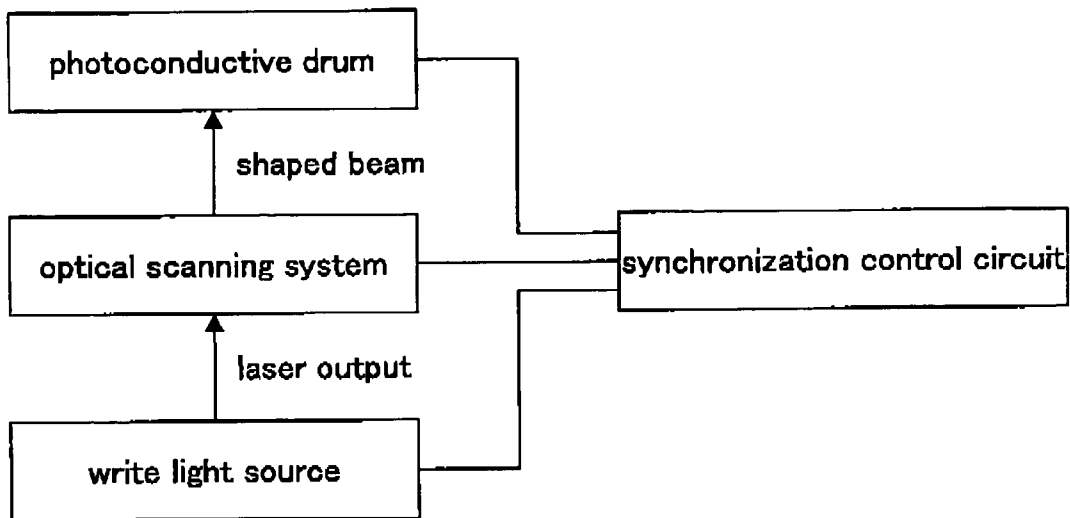 photoconductive drum
shaped beam
optical scanning system
synchronization control circuit
laser output
write light source